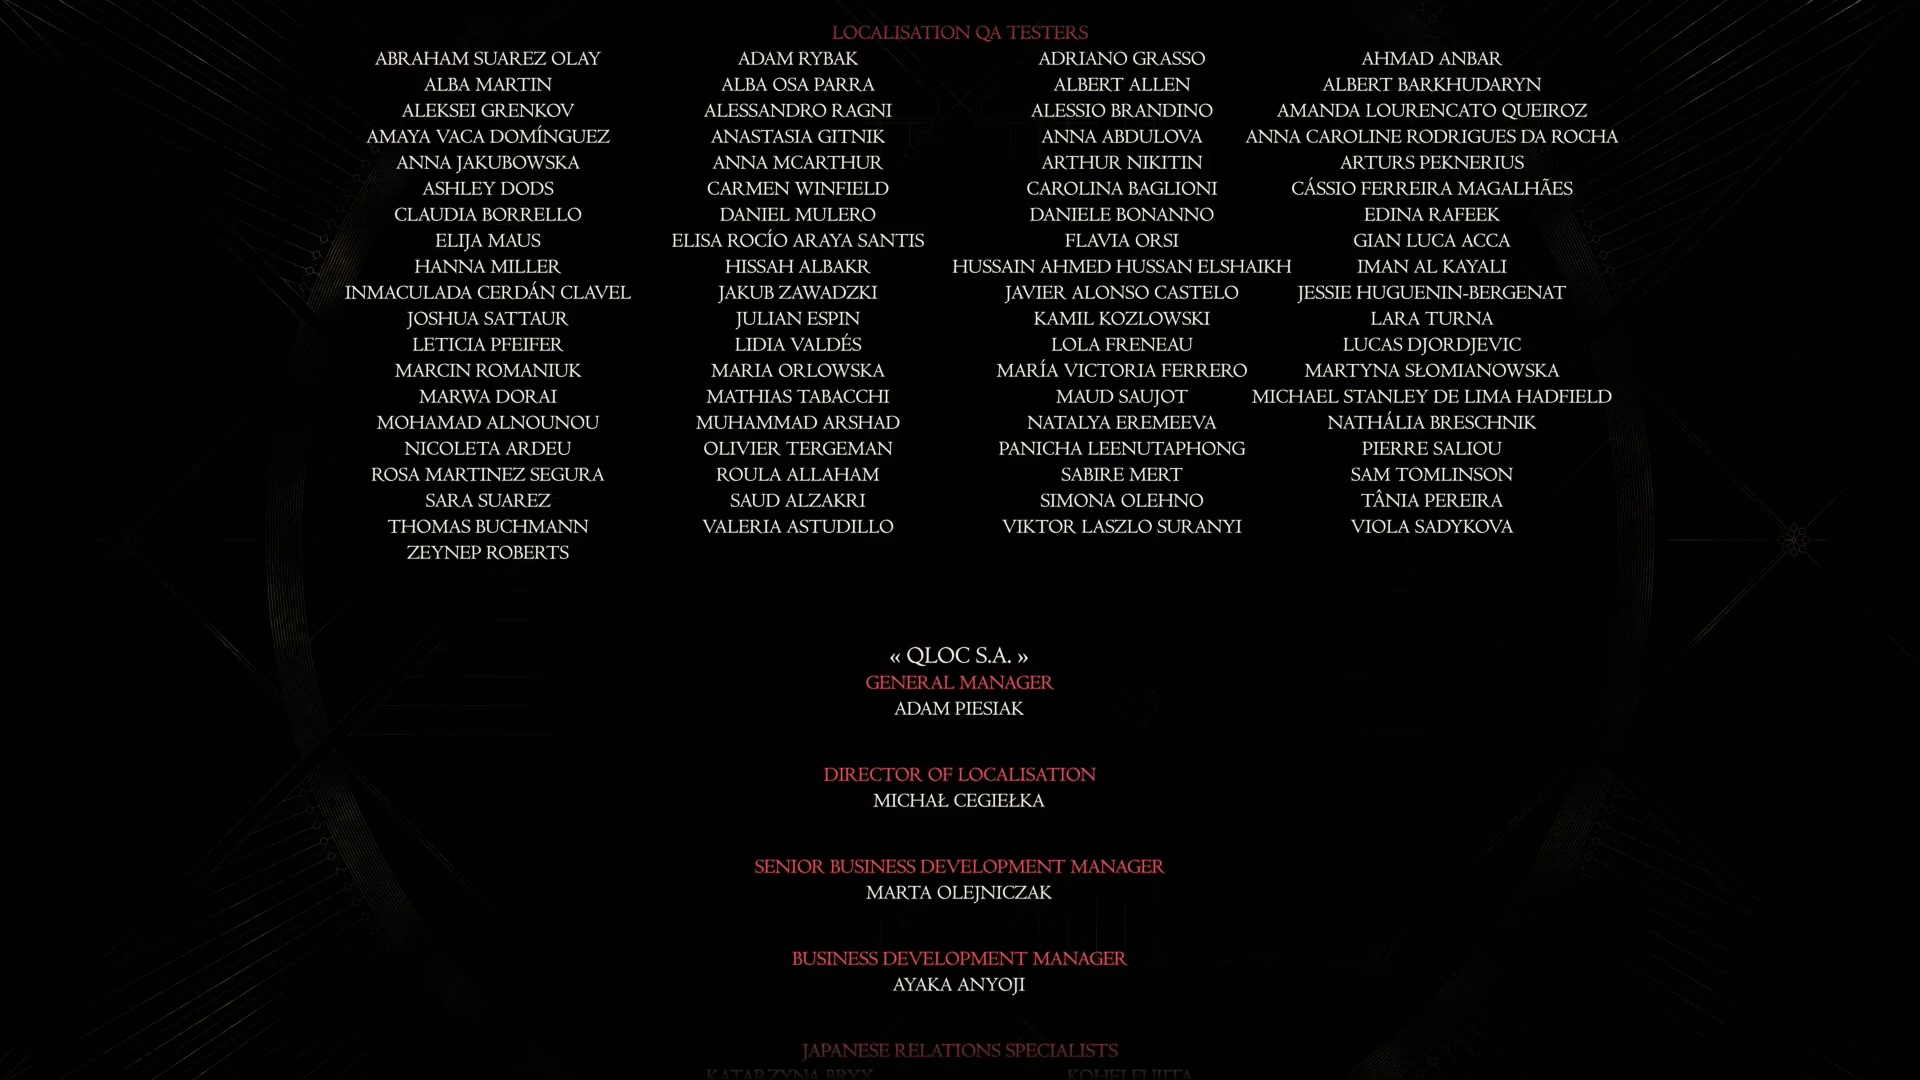 LOCALISATION QA TESTERS
ABRAHAM SUAREZ OLAY ADAM RYBAK ADRIANO GRASSO AHMAD ANBAR
ALBA MARTIN ALBA OSA PARRA ALBERT ALLEN ALBERT BARKHUDARYN
ALEKSEI GRENKOV ALESSANDRO RAGNI ALESSIO BRANDINO AMANDA LOURENCATO QUEIROZ
AMAYA VACA DOMÍNGUEZ ANASTASIA GITNIK ANNA ABDULOVA ANNA CAROLINE RODRIGUES DA ROCHA
ANNA JAKUBOWSKA ANNA MCARTHUR ARTHUR NIKITIN ARTURS PEKNERIUS
ASHLEY DODS CARMEN WINFIELD CAROLINA BAGLIONI CÁSSIO FERREIRA MAGALHÃES
CLAUDIA BORRELLO DANIEL MULERO DANIELE BONANNO EDINA RAFEEK
ELIJA MAUS ELISA ROCÍO ARAYA SANTIS FLAVIA ORSI GIAN LUCA ACCA
HANNA MILLER HISSAH ALBAKR HUSSAIN AHMED HUSSAN ELSHAIKH IMAN AL KAYALI
INMACULADA CERDÁN CLAVEL JAKUB ZAWADZKI JAVIER ALONSO CASTELO JESSIE HUGUENIN-BERGENAT
JOSHUA SATTAUR JULIAN ESPIN KAMIL KOZLOWSKI LARA TURNA
LETICIA PFEIFER LIDIA VALDÉS LOLA FRENEAU LUCAS DJORDJEVIC
MARCIN ROMANIUK MARIA ORLOWSKA MARÍA VICTORIA FERRERO MARTYNA SŁOMIANOWSKA
MARWA DORAI MATHIAS TABACCHI MAUD SAUJOT MICHAEL STANLEY DE LIMA HADFIELD
MOHAMAD ALNOUNOU MUHAMMAD ARSHAD NATALYA EREMEEVA NATHÁLIA BRESCHNIK
NICOLETA ARDEU OLIVIER TERGEMAN PANICHA LEENUTAPHONG PIERRE SALIOU
ROSA MARTINEZ SEGURA ROULA ALLAHAM SABIRE MERT SAM TOMLINSON
SARA SUAREZ SAUD ALZAKRI SIMONA OLEHNO TÂNIA PEREIRA
THOMAS BUCHMANN VALERIA ASTUDILLO VIKTOR LASZLO SURANYI VIOLA SADYKOVA
ZEYNEP ROBERTS
« QLOC S.A. »
GENERAL MANAGER
ADAM PIESIAK
DIRECTOR OF LOCALISATION
MICHAŁ CEGIEŁKA
SENIOR BUSINESS DEVELOPMENT MANAGER
MARTA OLEJNICZAK
BUSINESS DEVELOPMENT MANAGER
AYAKA ANYOJI
JAPANESE RELATIONS SPECIALISTS
KATARZYNA BRYX KOHEI FUJITA